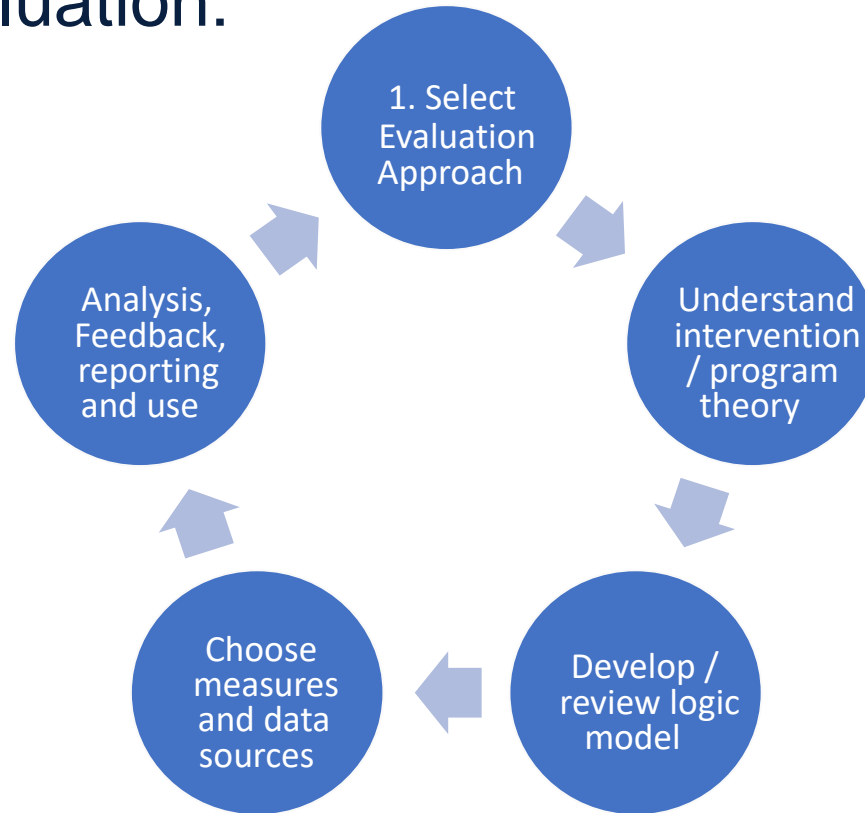 luation.
1. Select
Evaluation
Approach
Understand
intervention
/ program
theory
Develop /
review logic
model
Choose
measures
and data
sources
Analysis,
Feedback,
reporting
and use